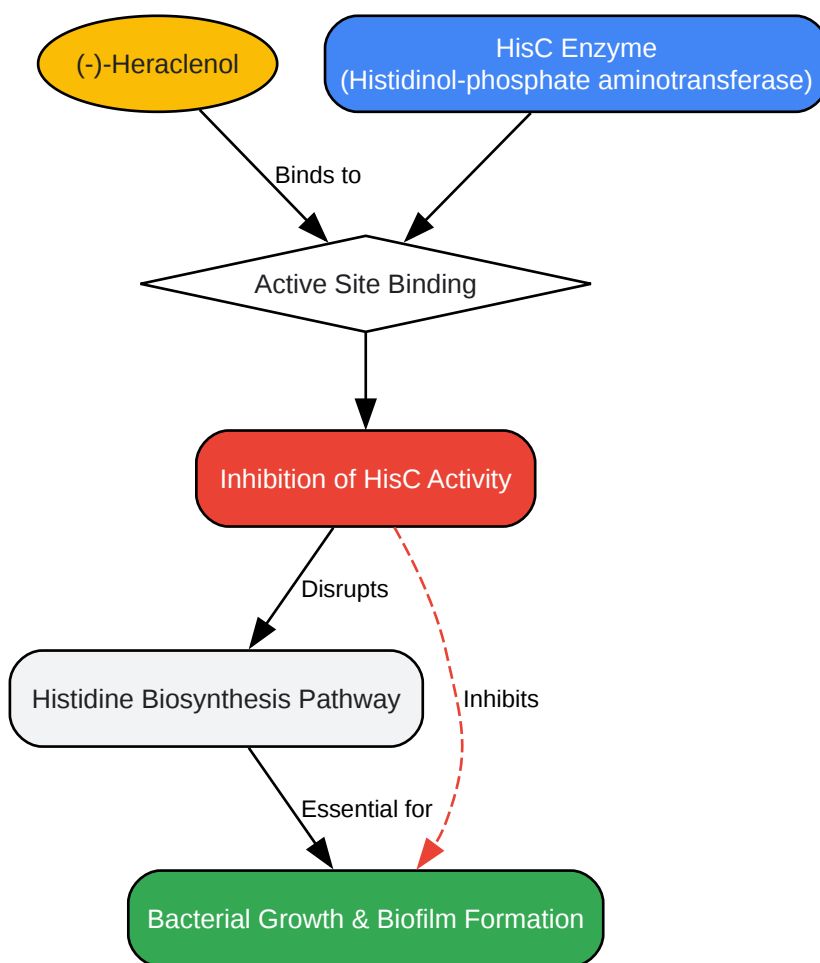 (-)-Heraclenol
HisC Enzyme
(Histidinol-phosphate aminotransferase)
Binds to
Active Site Binding
Inhibition of HisC Activity
Disrupts
Histidine Biosynthesis Pathway
Inhibits
Essential for
Bacterial Growth & Biofilm Formation